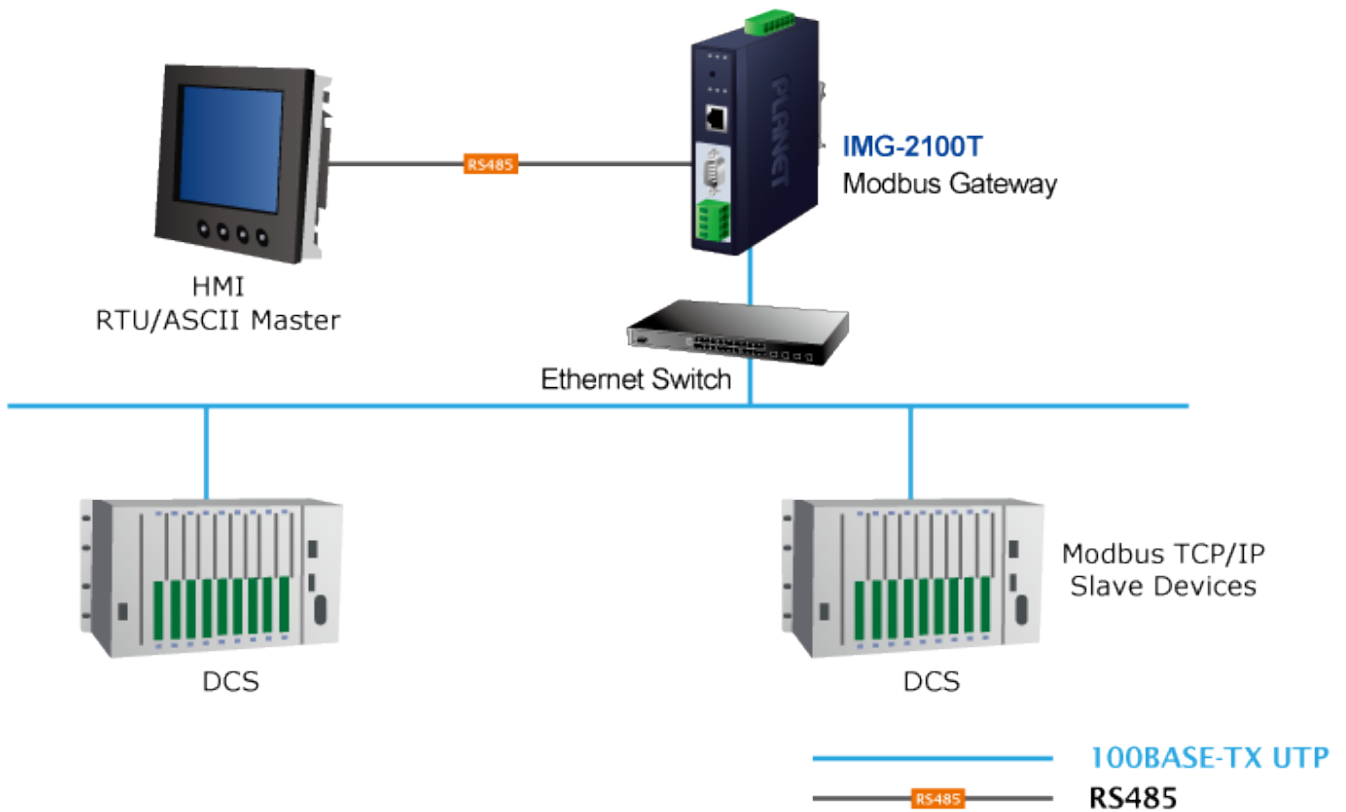 PLANET
RS485
IMG-2100T
Modbus Gateway
HMI
RTU/ASCII Master
Ethernet Switch
Modbus TCP/IP
Slave Devices
DCS
DCS
100BASE-TX UTP
RS485
RS485